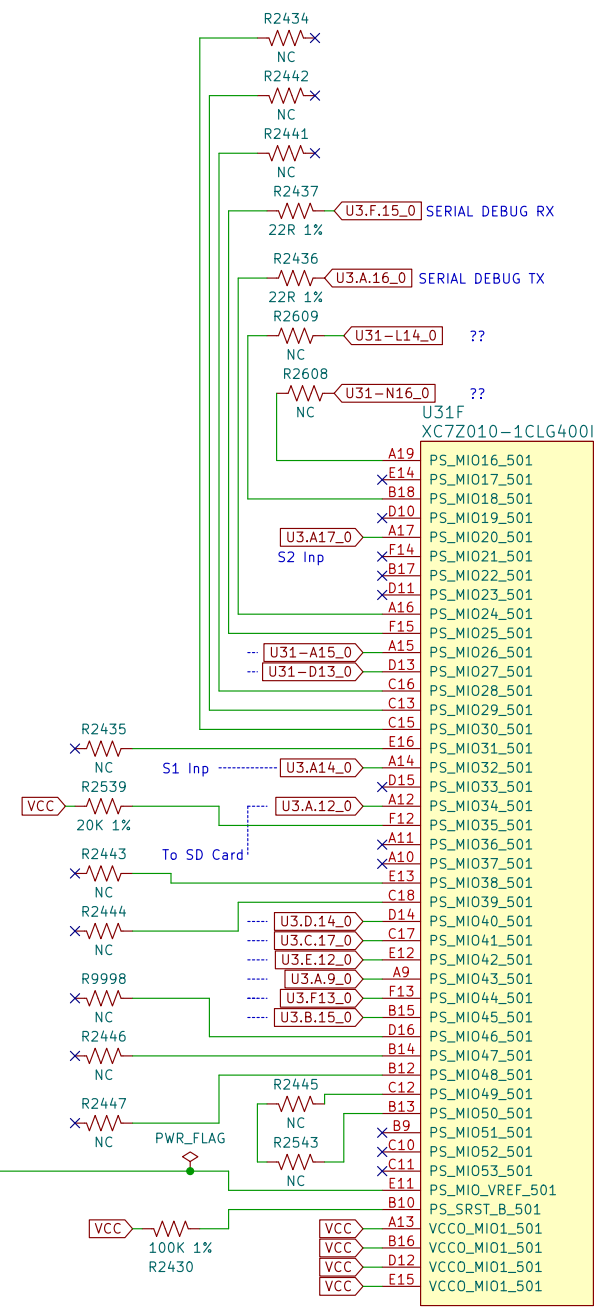 R2434
NC
R2442
NC
R2441
NC
R2437
U3.F.15_0 SERIAL DEBUG RX
22R 1%
R2436
U3.A.16_0 SERIAL DEBUG TX
22R 1%
R2609
U31-L14_0 ??
NC
R2608
U31-N16_0 ??
NC
U31F
XC7Z010-1CLG400I
A19 PS_MIO16_501
E14 PS_MIO17_501
B18 PS_MIO18_501
D10 PS_MIO19_501
U3.A17_0 A17 PS_MIO20_501
S2 Inp F14 PS_MIO21_501
B17 PS_MIO22_501
D11 PS_MIO23_501
A16 PS_MIO24_501
F15 PS_MIO25_501
U31-A15_0 A15 PS_MIO26_501
U31-D13_0 D13 PS_MIO27_501
C16 PS_MIO28_501
C13 PS_MIO29_501
C15 PS_MIO30_501
R2435
E16 PS_MIO31_501
NC
S1 Inp U3.A14_0 A14 PS_MIO32_501
R2539
D15 PS_MIO33_501
VCC U3.A.12_0 A12 PS_MIO34_501
20K 1% F12 PS_MIO35_501
A11 PS_MIO36_501
To SD Card
R2443
A10 PS_MIO37_501
NC
E13 PS_MIO38_501
C18 PS_MIO39_501
R2444
U3.D.14_0 D14 PS_MIO40_501
NC
U3.C.17_0 C17 PS_MIO41_501
U3.E.12_0 E12 PS_MIO42_501
R9998
U3.A.9_0 A9 PS_MIO43_501
U3.F13_0 F13 PS_MIO44_501
NC
U3.B.15_0 B15 PS_MIO45_501
D16 PS_MIO46_501
R2446
B14 PS_MIO47_501
NC
B12 PS_MIO48_501
R2445
C12 PS_MIO49_501
R2447
B13 PS_MIO50_501
NC
NC
B9 PS_MIO51_501
PWR_FLAG
R2543
C10 PS_MIO52_501
C11 PS_MIO53_501
NC
E11 PS_MIO_VREF_501
B10 PS_SRST_B_501
VCC VCC A13 VCCO_MIO1_501
100K 1% VCC B16 VCCO_MIO1_501
R2430 VCC D12 VCCO_MIO1_501
VCC E15 VCCO_MIO1_501